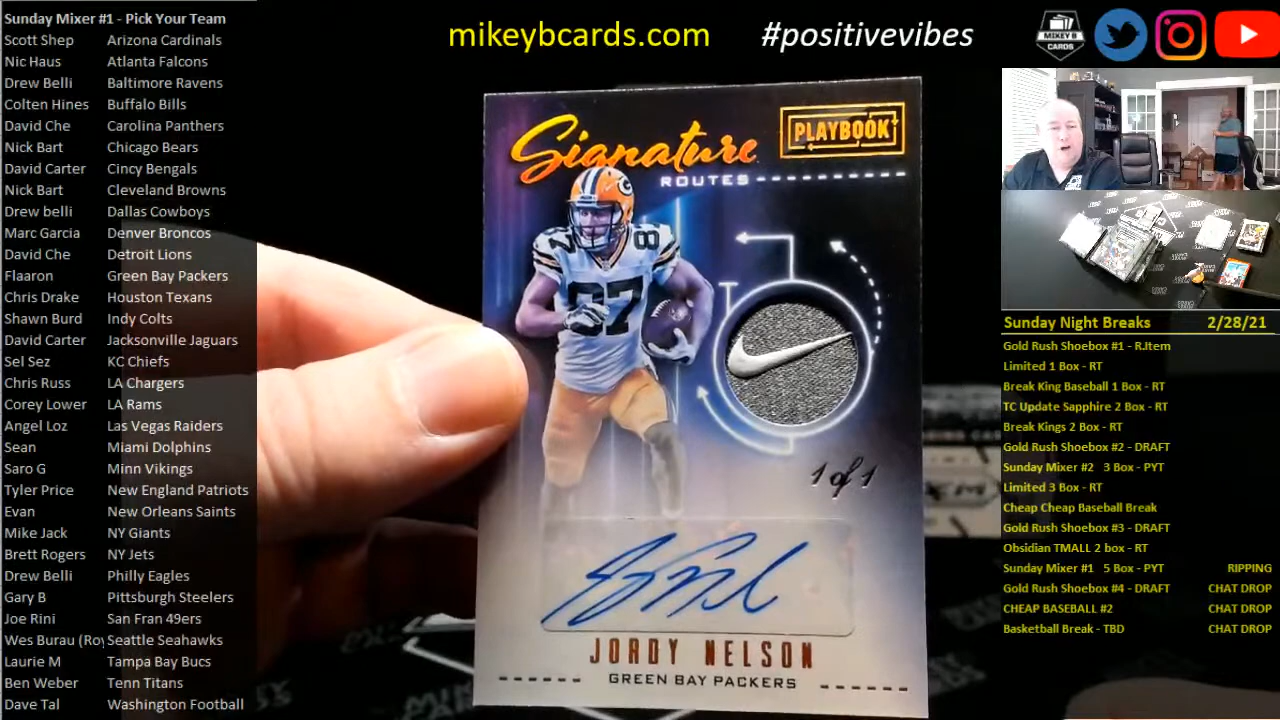 Sunday Mixer #1 - Pick Your Team
Scott Shep Arizona Cardinals
Nic Haus Atlanta Falcons
Drew Belli Baltimore Ravens
Colten Hines Buffalo Bills
David Che Carolina Panthers
Nick Bart Chicago Bears
David Carter Cincy Bengals
Nick Bart Cleveland Browns
Drew belli Dallas Cowboys
Marc Garcia Denver Broncos
David Che Detroit Lions
Flaaron Green Bay Packers
Chris Drake Houston Texans
Shawn Burd Indy Colts
David Carter Jacksonville Jaguars
Sel Sez KC Chiefs
Chris Russ LA Chargers
Corey Lower LA Rams
Angel Loz Las Vegas Raiders
Sean Miami Dolphins
Saro G Minn Vikings
Tyler Price New England Patriots
Evan New Orleans Saints
Mike Jack NY Giants
Brett Rogers NY Jets
Drew Belli Philly Eagles
Gary B Pittsburgh Steelers
Joe Rini San Fran 49ers
Wes Burau (Roy Seattle Seahawks
Laurie M Tampa Bay Bucs
Ben Weber Tenn Titans
Dave Tal Washington Football
mikeybcards.com #positivevibes
MIKEY B
CARDS
Signature
ROUTES
PLAYBOOK
G
87
87
1 of 1
JORDY NELSON
GREEN BAY PACKERS
Sunday Night Breaks 2/28/21
Gold Rush Shoebox #1 - R.Item
Limited 1 Box - RT
Break King Baseball 1 Box - RT
TC Update Sapphire 2 Box - RT
Break Kings 2 Box - RT
Gold Rush Shoebox #2 - DRAFT
Sunday Mixer #2 3 Box - PYT
Limited 3 Box - RT
Cheap Cheap Baseball Break
Gold Rush Shoebox #3 - DRAFT
Obsidian TMALL 2 box - RT
Sunday Mixer #1 5 Box - PYT RIPPING
Gold Rush Shoebox #4 - DRAFT CHAT DROP
CHEAP BASEBALL #2 CHAT DROP
Basketball Break - TBD CHAT DROP